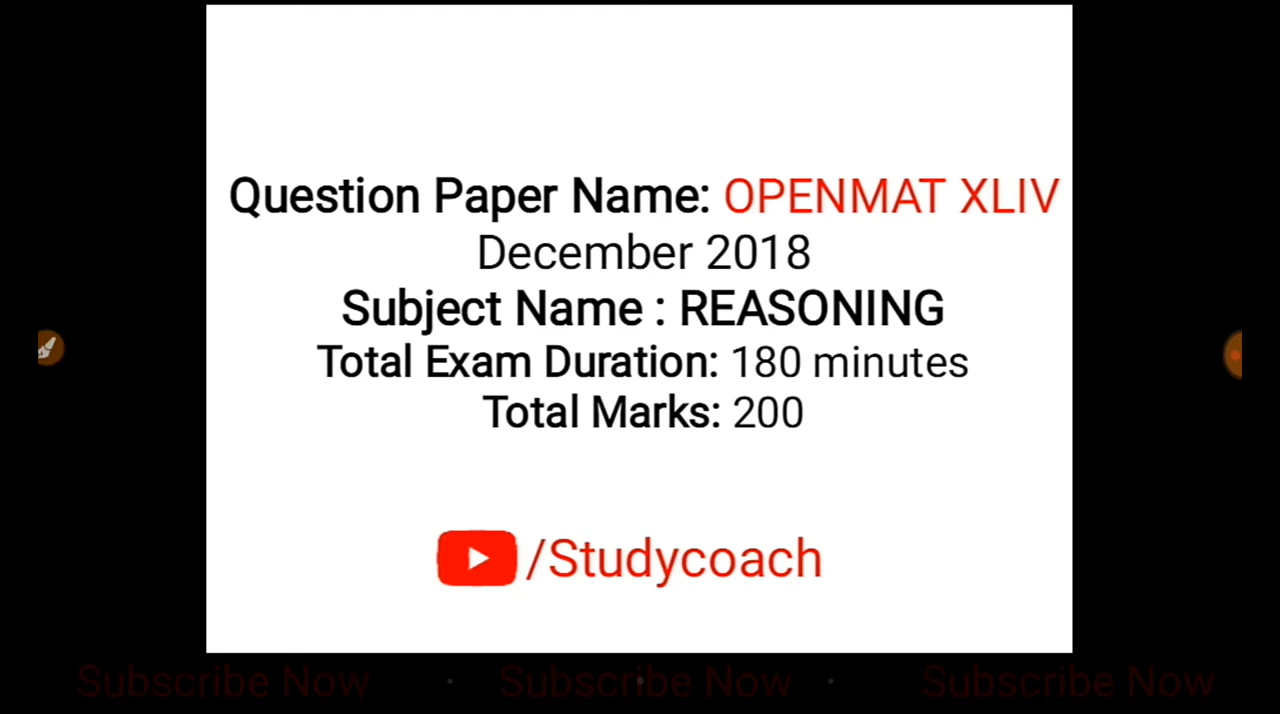 Question Paper Name: OPENMAT XLIV
December 2018
Subject Name : REASONING
Total Exam Duration: 180 minutes
Total Marks: 200
/Studycoach
Subscribe Now Subscribe Now Subscribe Now